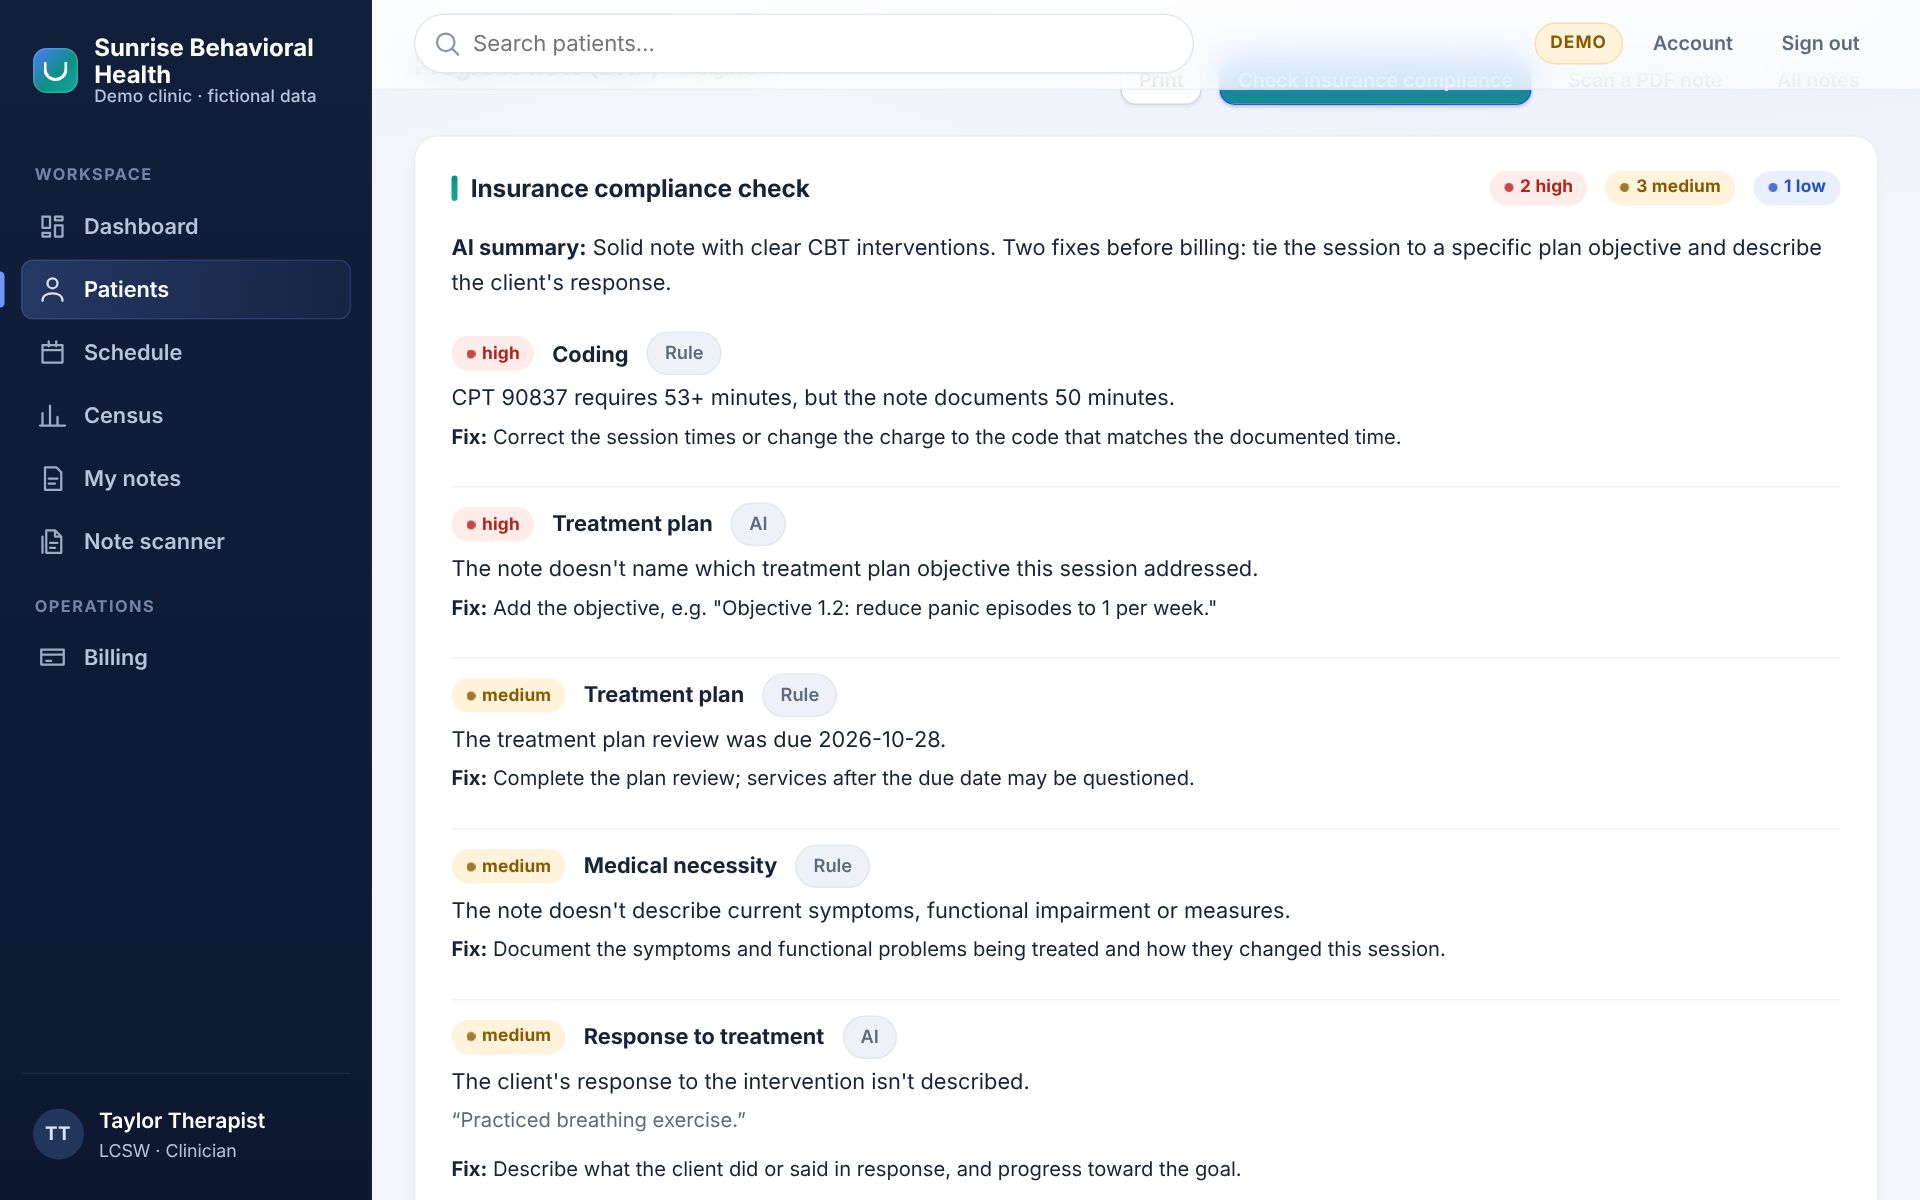 Sunrise Behavioral
Health
Demo clinic · fictional data
WORKSPACE
Dashboard
Patients
Schedule
Census
My notes
Note scanner
OPERATIONS
Billing
TT
Taylor Therapist
LCSW · Clinician
Search patients...
DEMO
Account
Sign out
Print
Check insurance compliance
Scan a PDF note
All notes
Insurance compliance check
2 high
3 medium
1 low
AI summary: Solid note with clear CBT interventions. Two fixes before billing: tie the session to a specific plan objective and describe
the client's response.
high Coding Rule
CPT 90837 requires 53+ minutes, but the note documents 50 minutes.
Fix: Correct the session times or change the charge to the code that matches the documented time.
high Treatment plan AI
The note doesn't name which treatment plan objective this session addressed.
Fix: Add the objective, e.g. "Objective 1.2: reduce panic episodes to 1 per week."
medium Treatment plan Rule
The treatment plan review was due 2026-10-28.
Fix: Complete the plan review; services after the due date may be questioned.
medium Medical necessity Rule
The note doesn't describe current symptoms, functional impairment or measures.
Fix: Document the symptoms and functional problems being treated and how they changed this session.
medium Response to treatment AI
The client's response to the intervention isn't described.
“Practiced breathing exercise.”
Fix: Describe what the client did or said in response, and progress toward the goal.